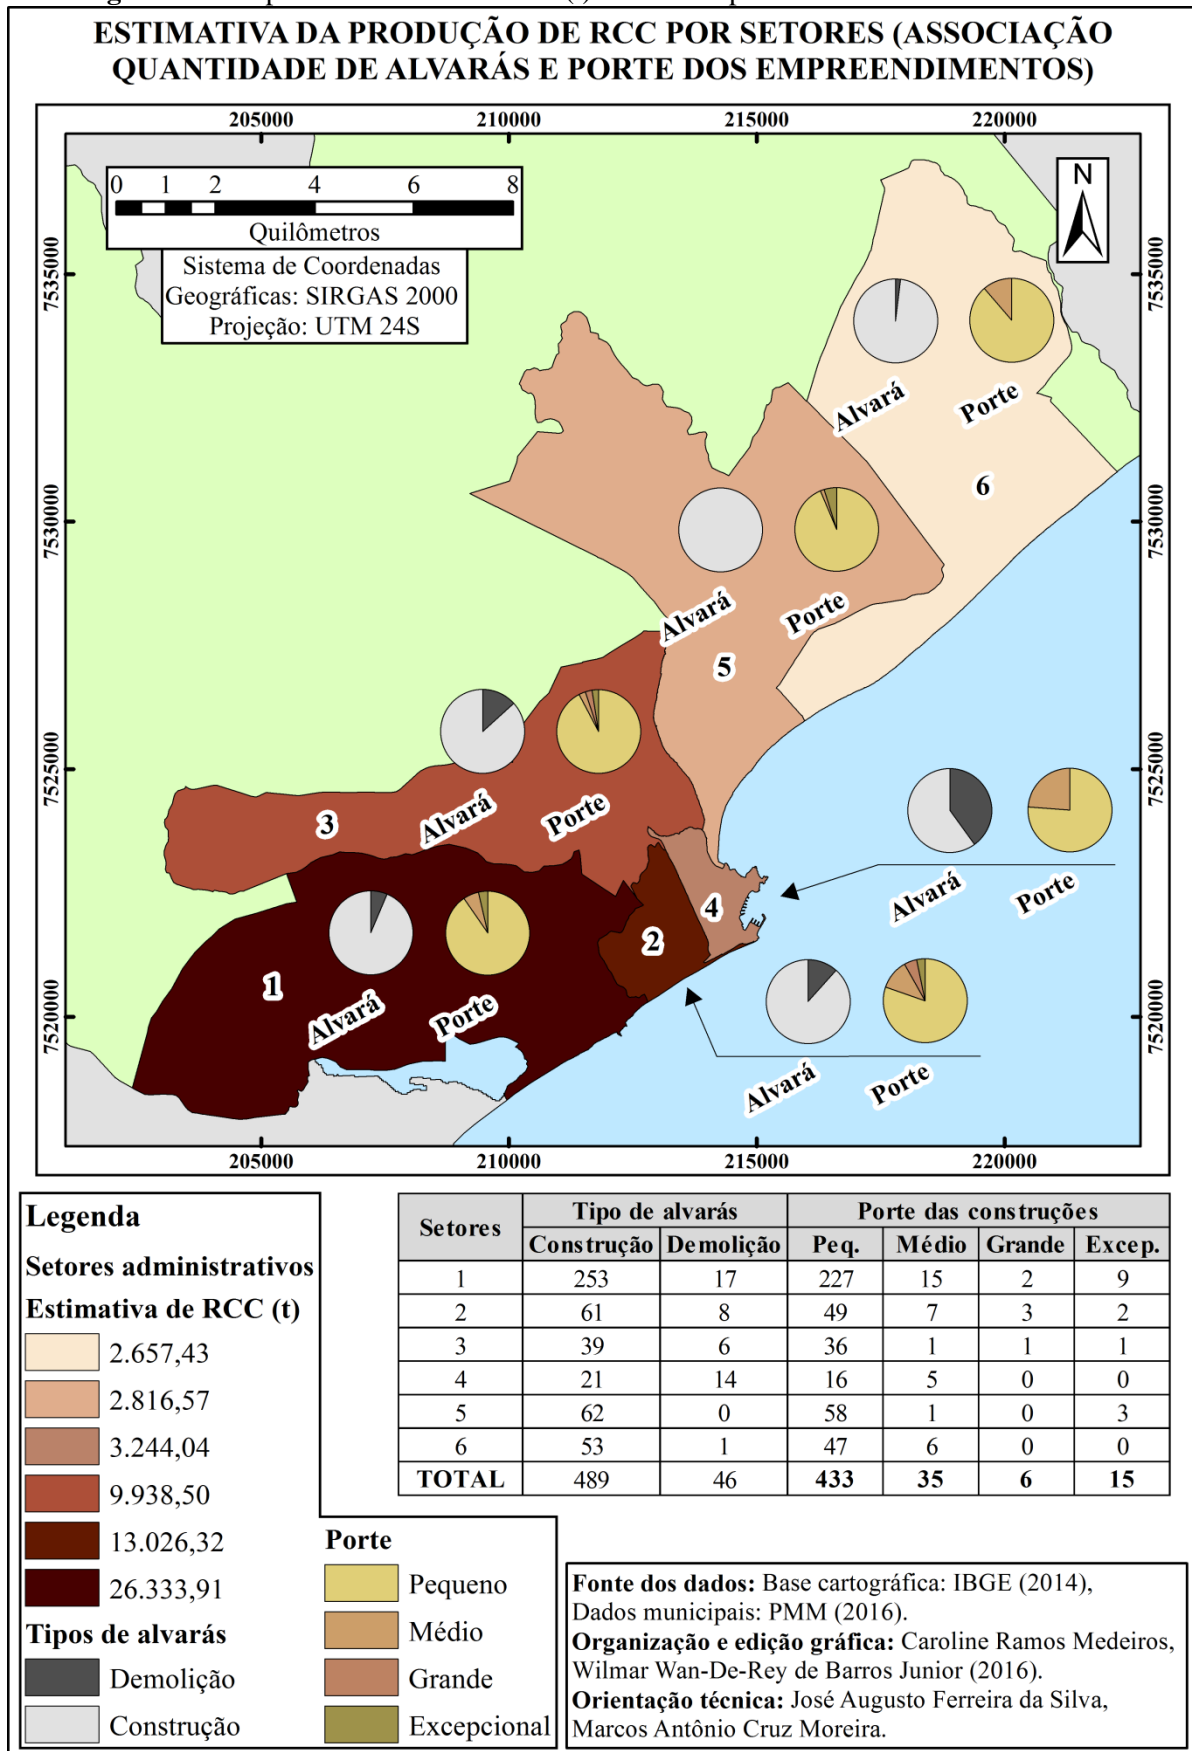 ESTIMATIVA DA PRODUÇÃO DE RCC POR SETORES (ASSOCIAÇÃO
QUANTIDADE DE ALVARÁS E PORTE DOS EMPREENDIMENTOS)
205000 210000 215000 220000
0 1 2 4 6 8
Quilômetros
Sistema de Coordenadas
Geográficas: SIRGAS 2000
Projeção: UTM 24S
N
7535000 7535000
Alvará Porte
6
7530000 7530000
Alvará Porte
5
7525000 7525000
Alvará Porte
3
Alvará Porte
4
2
1
Alvará Porte
7520000 7520000
Alvará Porte
205000 210000 215000 220000
Legenda
Setores administrativos
Estimativa de RCC (t)
2.657,43
2.816,57
3.244,04
9.938,50
13.026,32
26.333,91
Tipos de alvarás
Demolição
Construção
Porte
Pequeno
Médio
Grande
Excepcional
Setores Tipo de alvarás Porte das construções
Construção Demolição Peq. Médio Grande Excep.
1 253 17 227 15 2 9
2 61 8 49 7 3 2
3 39 6 36 1 1 1
4 21 14 16 5 0 0
5 62 0 58 1 0 3
6 53 1 47 6 0 0
TOTAL 489 46 433 35 6 15
Fonte dos dados: Base cartográfica: IBGE (2014),
Dados municipais: PMM (2016).
Organização e edição gráfica: Caroline Ramos Medeiros,
Wilmar Wan-De-Rey de Barros Junior (2016).
Orientação técnica: José Augusto Ferreira da Silva,
Marcos Antônio Cruz Moreira.